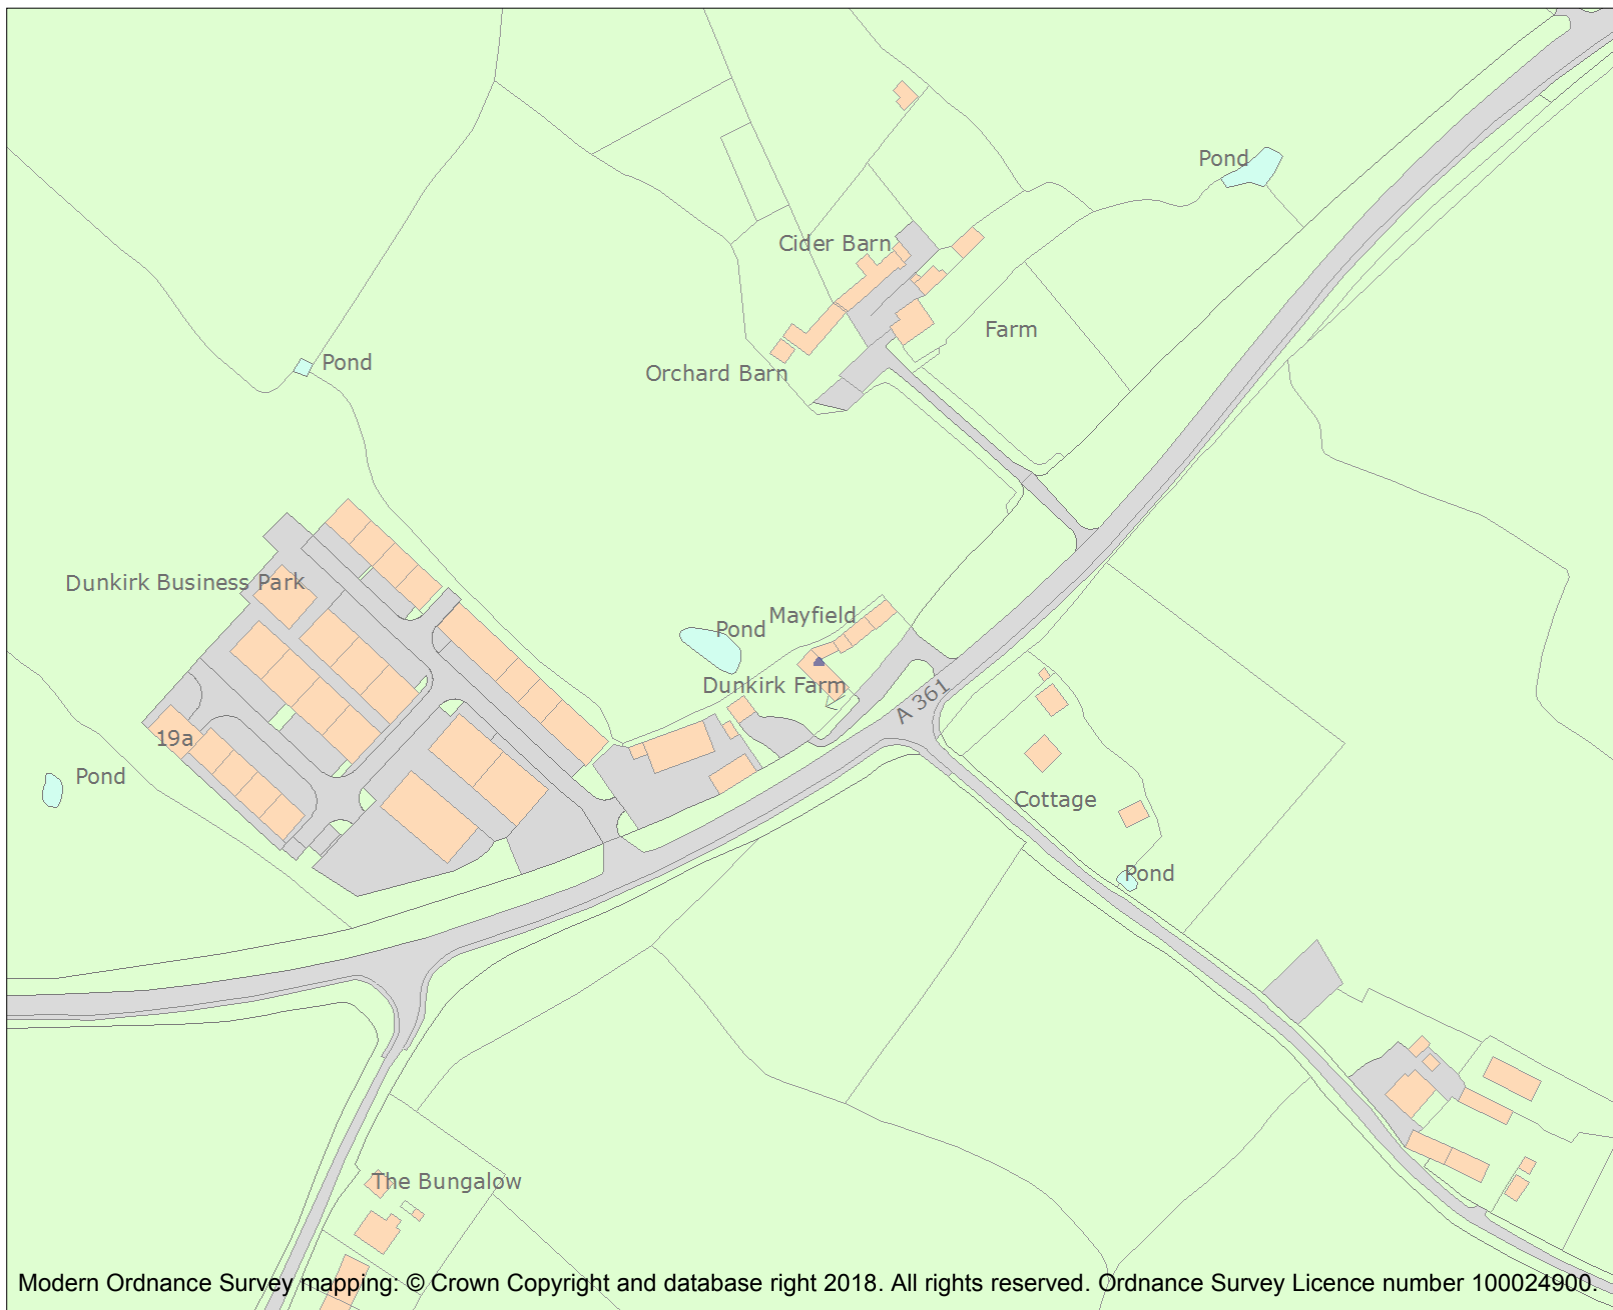 Pond
Cider Barn
Farm
Pond
Orchard Barn
Dunkirk Business Park
Mayfield
Pond
Dunkirk Farm
A 361
19a
Pond
Cottage
Pond
The Bungalow
Modern Ordnance Survey mapping: © Crown Copyright and database right 2018. All rights reserved. Ordnance Survey Licence number 100024900.